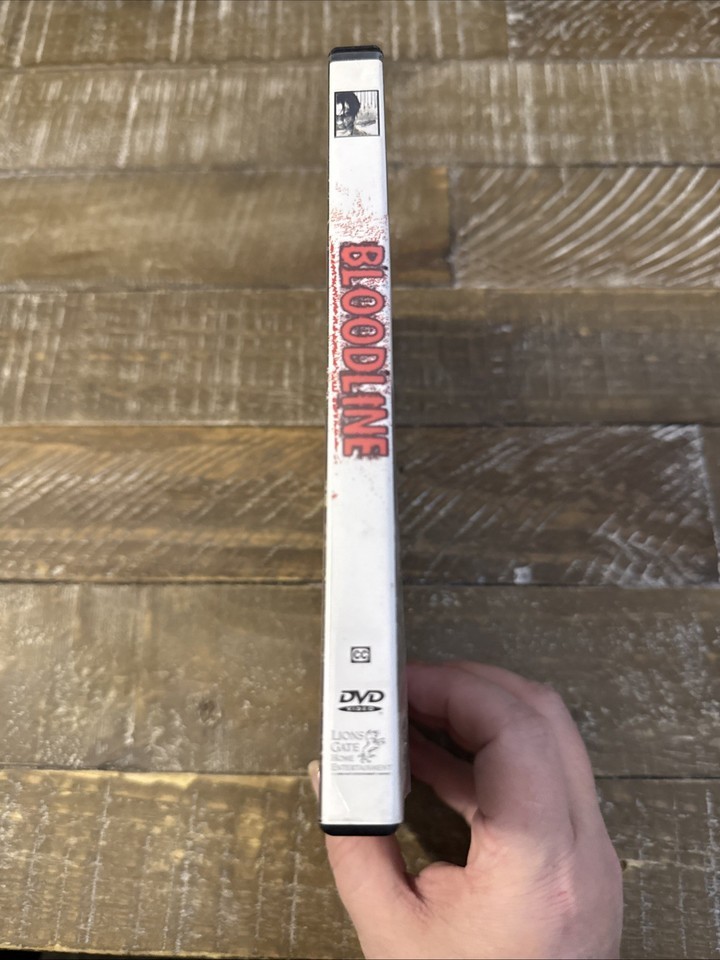 BLOODLINE
CC
DVD
VIDEO
LIONS
GATE
HOME
ENTERTAINMENT